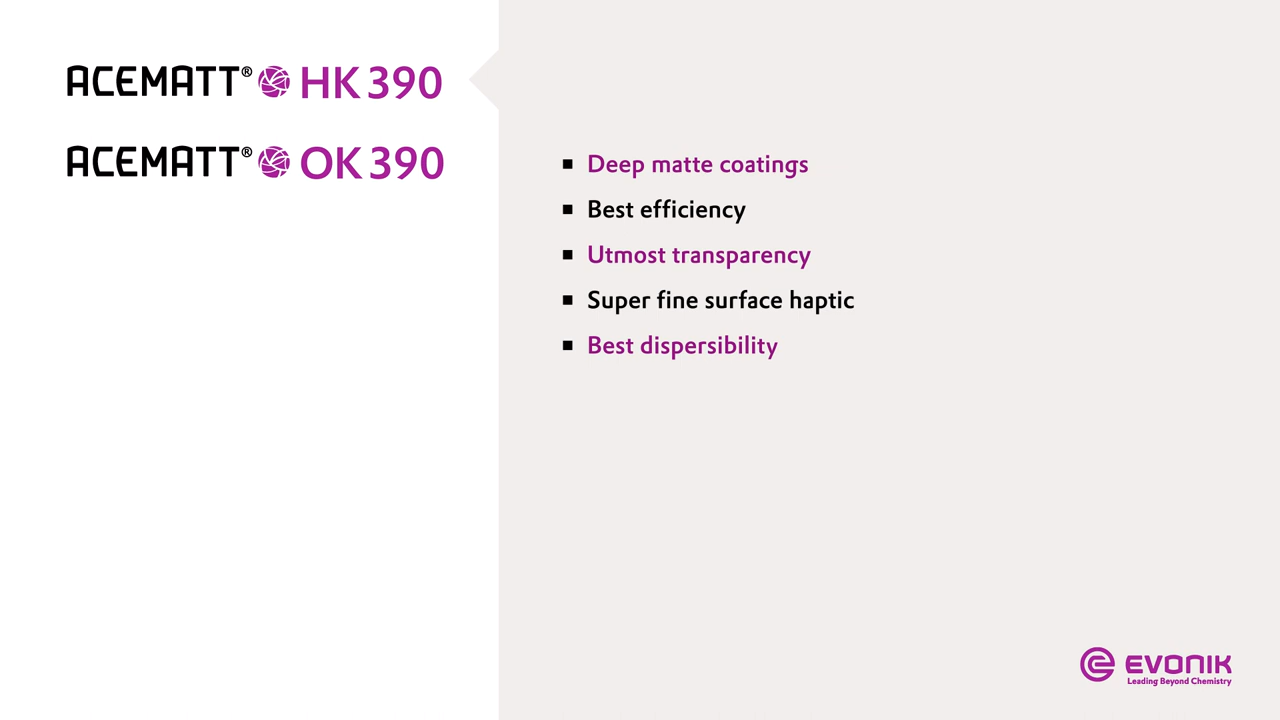 ACEMATT® HK 390
ACEMATT® OK 390
▪ Deep matte coatings
▪ Best efficiency
▪ Utmost transparency
▪ Super fine surface haptic
▪ Best dispersibility
EVONIK
Leading Beyond Chemistry